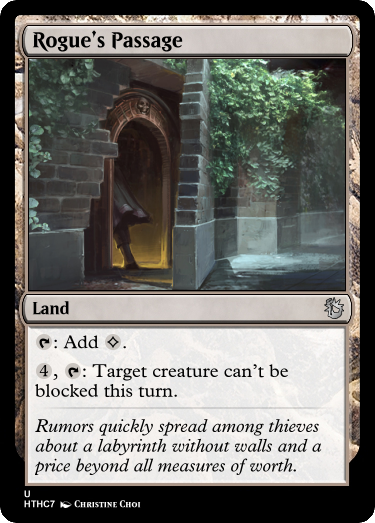 Rogue's Passage
Land
: Add .
4, : Target creature can't be
blocked this turn.
Rumors quickly spread among thieves
about a labyrinth without walls and a
price beyond all measures of worth.
U
HTHC7 Christine Choi